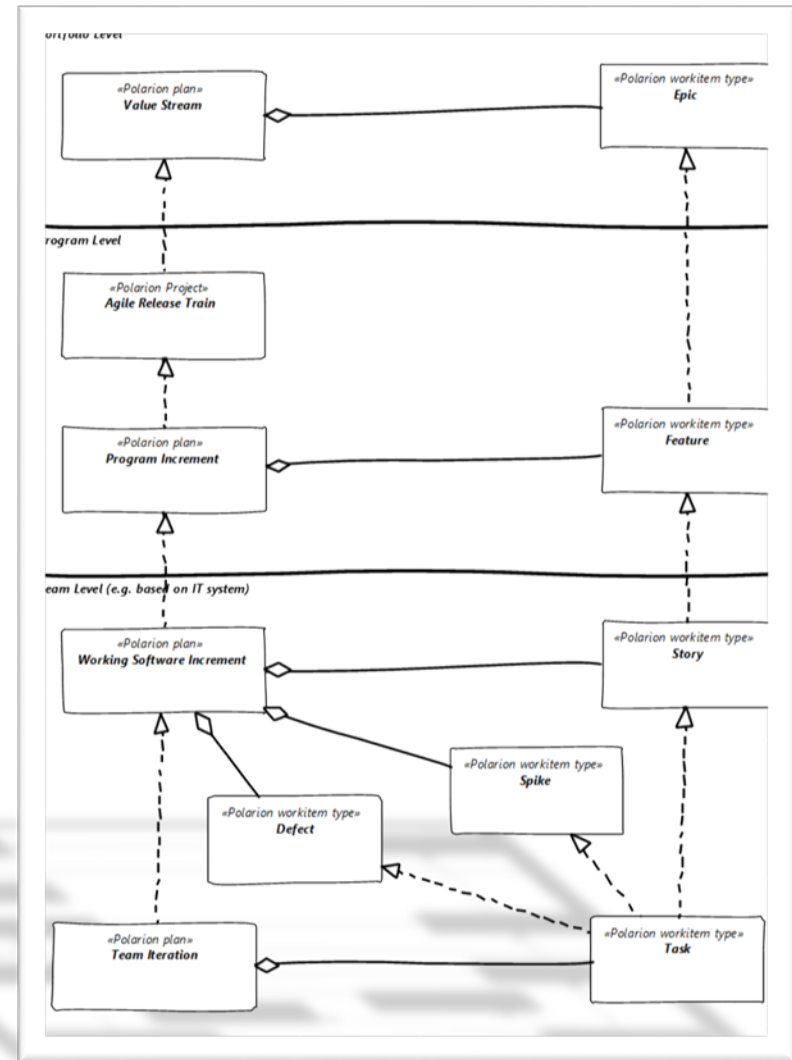 ortfolio Level
«Polarion plan»
Value Stream
«Polarion workitem type»
Epic
rogram Level
«Polarion Project»
Agile Release Train
«Polarion plan»
Program Increment
«Polarion workitem type»
Feature
eam Level (e.g. based on IT system)
«Polarion plan»
Working Software Increment
«Polarion workitem type»
Story
«Polarion workitem type»
Spike
«Polarion workitem type»
Defect
«Polarion plan»
Team Iteration
«Polarion workitem type»
Task